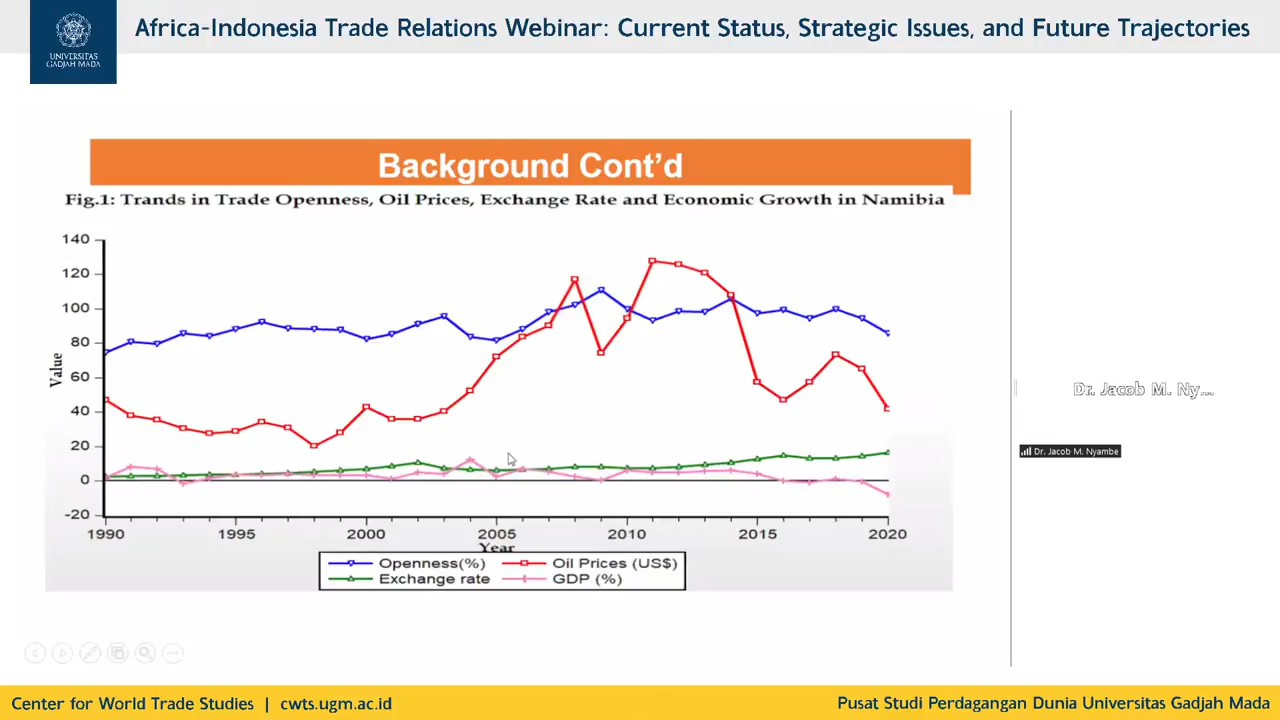 Africa-Indonesia Trade Relations Webinar: Current Status, Strategic Issues, and Future Trajectories
UNIVERSITAS
GADJAH MADA
Background Cont'd
Fig.1: Trands in Trade Openness, Oil Prices, Exchange Rate and Economic Growth in Namibia
140
120
100
80
60
40
20
0
-20
Value
1990 1995 2000 2005 2010 2015 2020
Year
Openness(%) Oil Prices (US$)
Exchange rate GDP (%)
Dr. Jacob M. Ny...
Dr. Jacob M. Nyambe
Center for World Trade Studies | cwts.ugm.ac.id
Pusat Studi Perdagangan Dunia Universitas Gadjah Mada